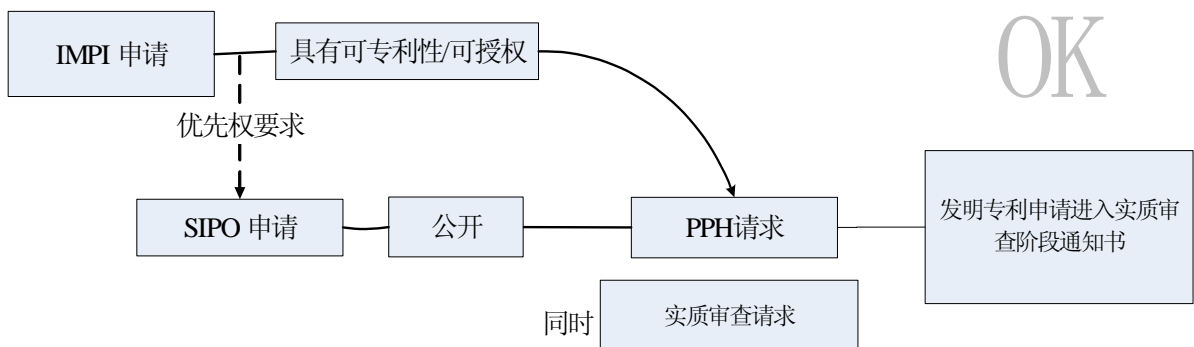 IMPI 申请
具有可专利性/可授权
OK
优先权要求
SIPO 申请
公开
PPH请求
发明专利申请进入实质审
查阶段通知书
同时
实质审查请求